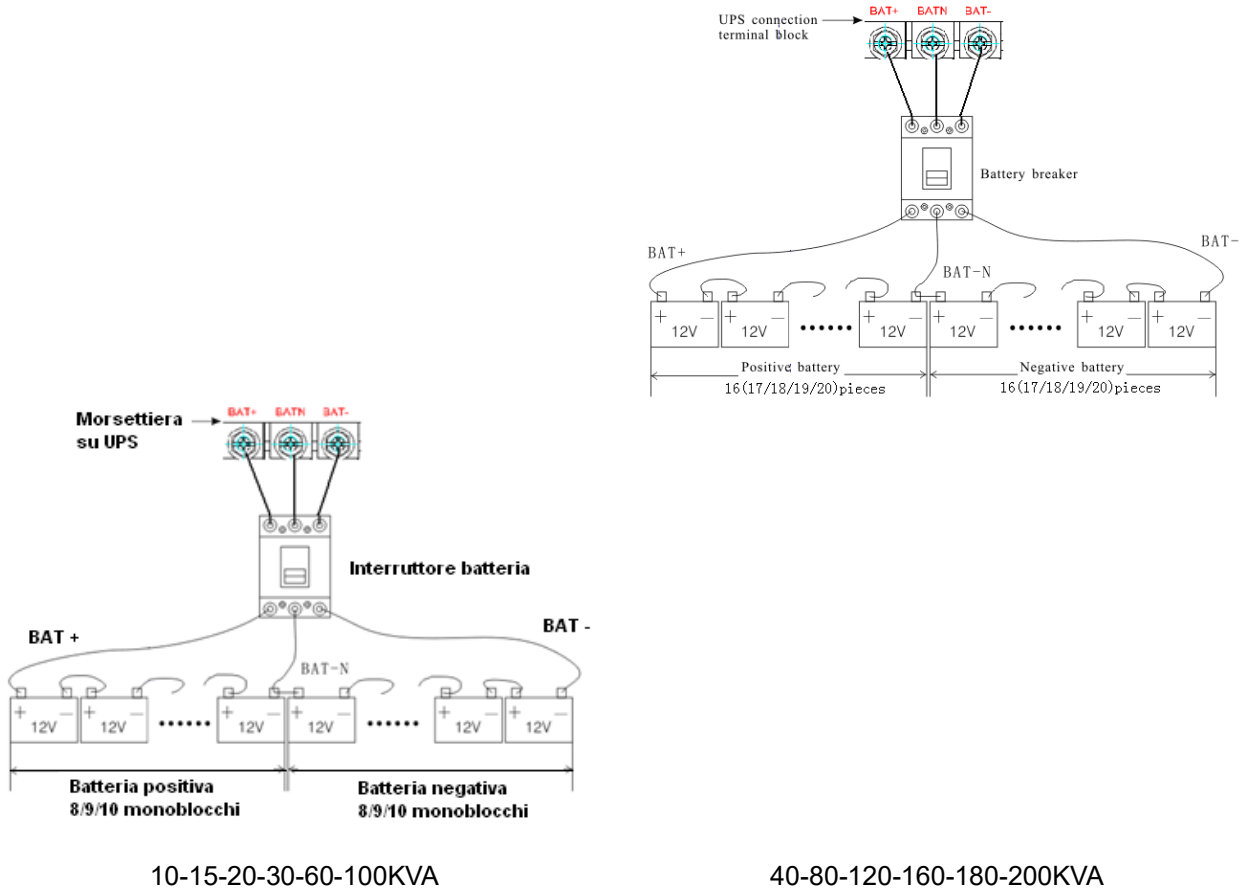 UPS connection
terminal block
BAT+ BATN BAT-
Battery breaker
BAT+
BAT-N
BAT-
+ — 12V
+ — 12V
......
+ — 12V
+ — 12V
......
+ — 12V
+ — 12V
Positive battery
16(17/18/19/20)pieces
Negative battery
16(17/18/19/20)pieces
Morsettiera
su UPS
BAT+ BATN BAT-
Interruttore batteria
BAT +
BAT-N
BAT -
+ — 12V
+ — 12V
......
+ — 12V
+ — 12V
......
+ — 12V
+ — 12V
Batteria positiva
8/9/10 monoblocchi
Batteria negativa
8/9/10 monoblocchi
10-15-20-30-60-100KVA
40-80-120-160-180-200KVA